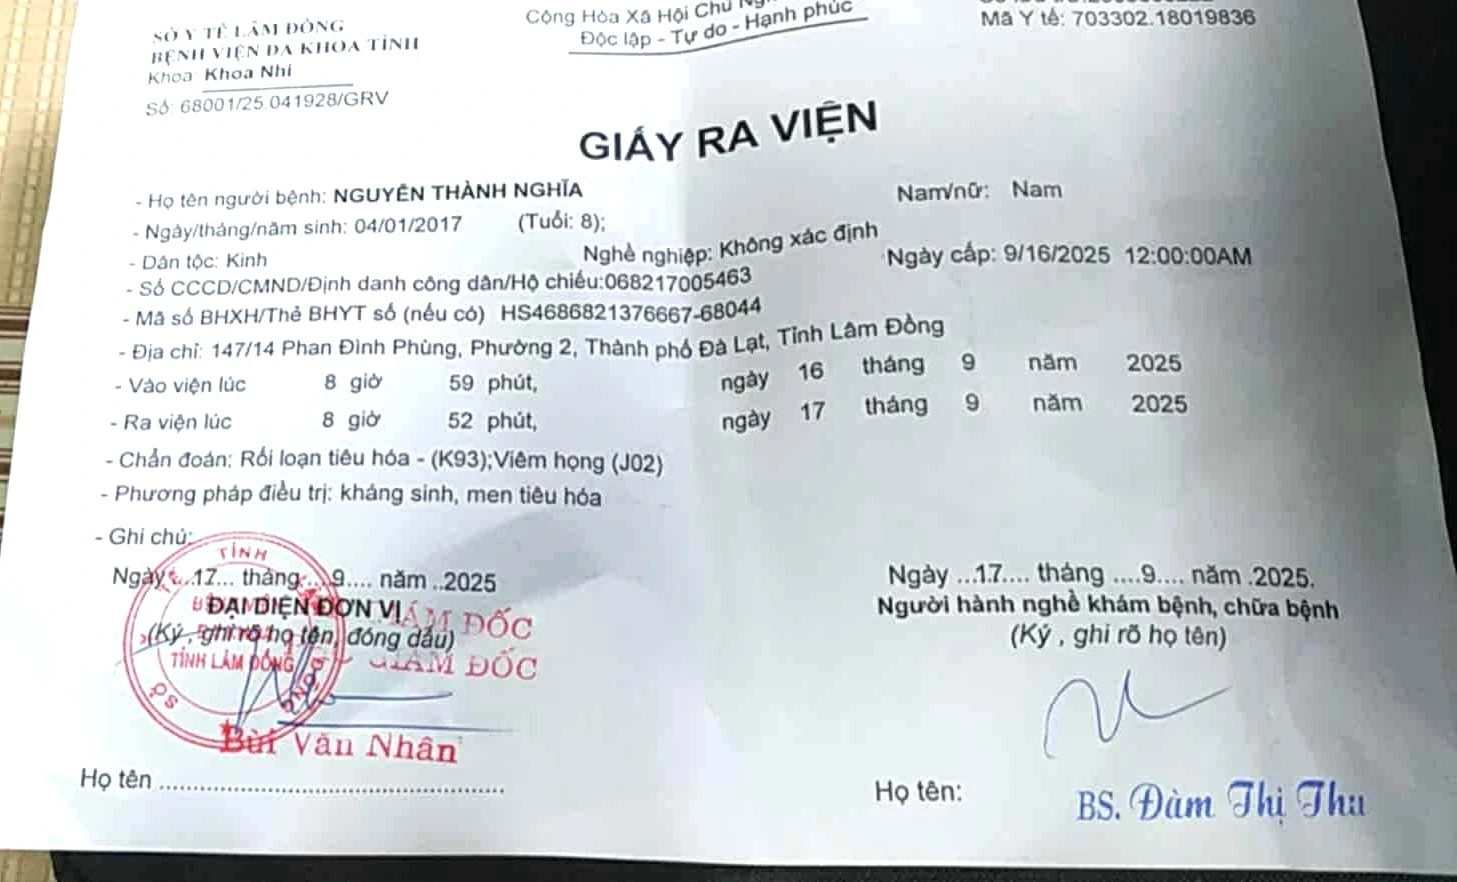 SỞ Y TẾ LÂM ĐỒNG
BỆNH VIỆN ĐA KHOA TỈNH
Khoa: Khoa Nhi
Số: 68001/25.041928/GRV
Cộng Hòa Xã Hội Chủ
Độc lập - Tự do - Hạnh phúc
Mã Y tế: 703302.18019836
GIẤY RA VIỆN
- Họ tên người bệnh: NGUYỄN THÀNH NGHĨA Nam/nữ: Nam
- Ngày/tháng/năm sinh: 04/01/2017 (Tuổi: 8);
- Dân tộc: Kinh Nghề nghiệp: Không xác định
- Số CCCD/CMND/Định danh công dân/Hộ chiếu:068217005463 Ngày cấp: 9/16/2025 12:00:00AM
- Mã số BHXH/Thẻ BHYT số (nếu có) HS4686821376667-68044
- Địa chỉ: 147/14 Phan Đình Phùng, Phường 2, Thành phố Đà Lạt, Tỉnh Lâm Đồng
- Vào viện lúc 8 giờ 59 phút, ngày 16 tháng 9 năm 2025
- Ra viện lúc 8 giờ 52 phút, ngày 17 tháng 9 năm 2025
- Chẩn đoán: Rối loạn tiêu hóa - (K93);Viêm họng (J02)
- Phương pháp điều trị: kháng sinh, men tiêu hóa
- Ghi chú:
Ngày ...17... tháng ...9.... năm ..2025
ĐẠI DIỆN ĐƠN VỊ
(Ký , ghi rõ họ tên, đóng dấu)
TỈNH
TỈNH LÂM ĐỒNG
GIÁM ĐỐC
Bùi Văn Nhân
Họ tên ....................................................
Ngày ...17.... tháng ....9.... năm .2025.
Người hành nghề khám bệnh, chữa bệnh
(Ký , ghi rõ họ tên)
Họ tên:
BS. Đàm Thị Thu